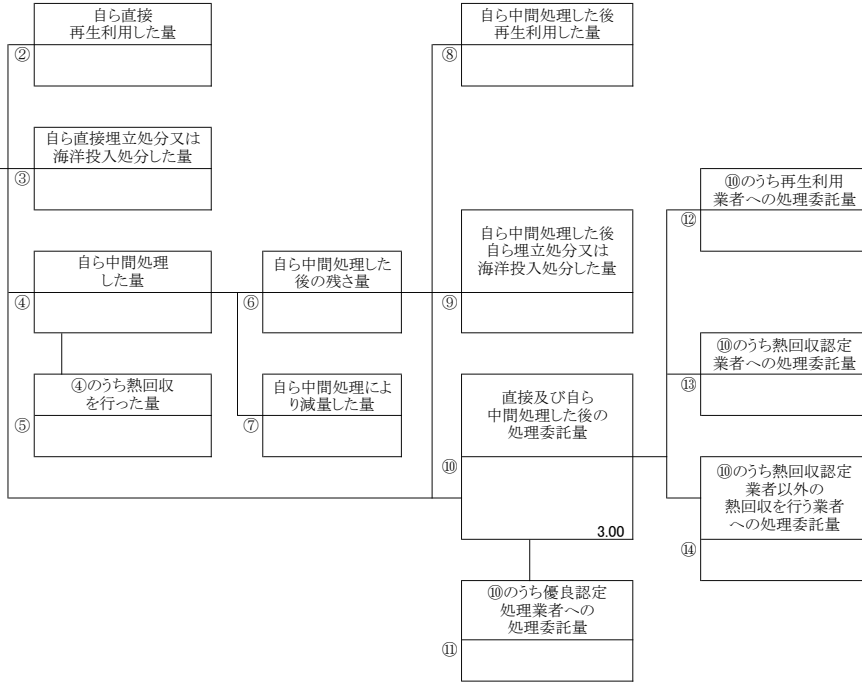 自ら直接
再生利用した量
②
自ら直接埋立処分又は
海洋投入処分した量
③
自ら中間処理
した量
④
④のうち熱回収
を行った量
⑤
自ら中間処理した
後の残さ量
⑥
自ら中間処理によ
り減量した量
⑦
自ら中間処理した後
再生利用した量
⑧
自ら中間処理した後
自ら埋立処分又は
海洋投入処分した量
⑨
直接及び自ら
中間処理した後の
処理委託量
⑩
3.00
⑩のうち優良認定
処理業者への
処理委託量
⑪
⑩のうち再生利用
業者への処理委託量
⑫
⑩のうち熱回収認定
業者への処理委託量
⑬
⑩のうち熱回収認定
業者以外の
熱回収を行う業者
への処理委託量
⑭